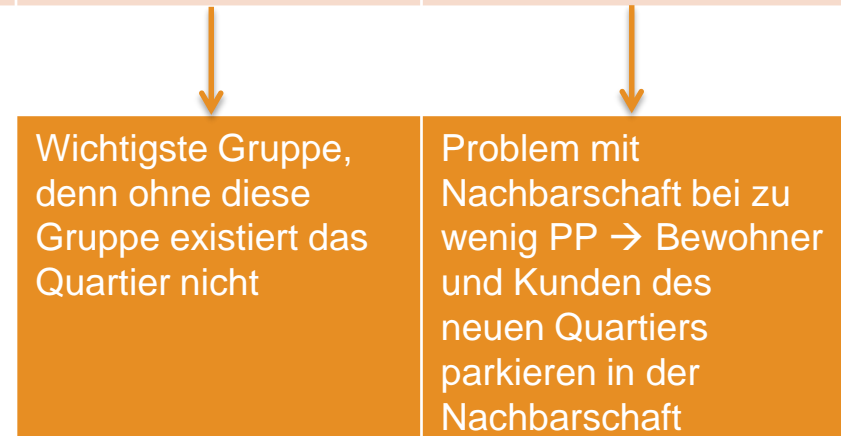 Wichtigste Gruppe,
denn ohne diese
Gruppe existiert das
Quartier nicht
Problem mit
Nachbarschaft bei zu
wenig PP → Bewohner
und Kunden des
neuen Quartiers
parkieren in der
Nachbarschaft